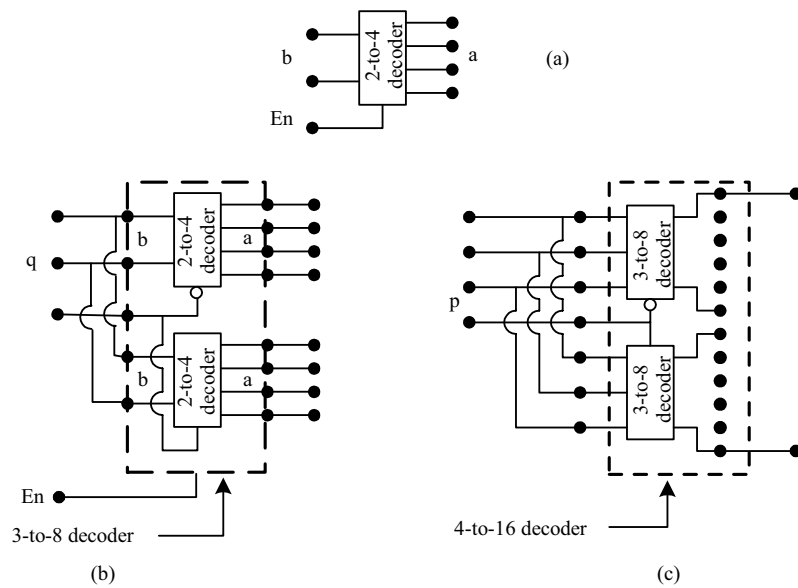 b
2-to-4
decoder
a
(a)
En
q
b
2-to-4
decoder
a
b
2-to-4
decoder
a
En
3-to-8 decoder
(b)
p
3-to-8
decoder
3-to-8
decoder
4-to-16 decoder
(c)